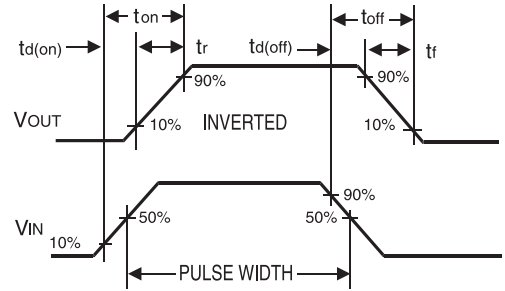 ton
toff
td(on)
tr
td(off)
tf
90%
90%
VOUT
10%
INVERTED
10%
90%
50%
50%
VIN
10%
PULSE WIDTH